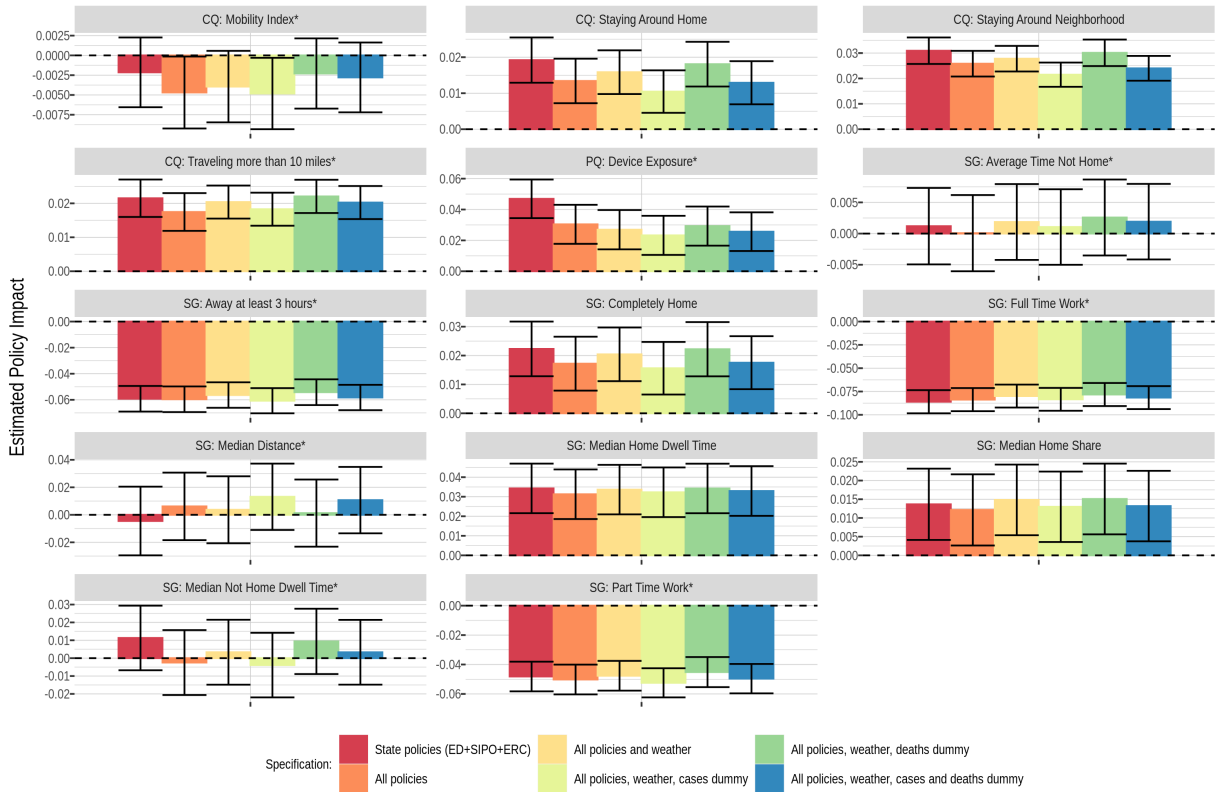 CQ: Mobility Index*
CQ: Staying Around Home
CQ: Staying Around Neighborhood
0.0025
0.0000
-0.0025
-0.0050
-0.0075
0.02
0.01
0.00
0.03
0.02
0.01
0.00
CQ: Traveling more than 10 miles*
PQ: Device Exposure*
SG: Average Time Not Home*
0.02
0.01
0.00
0.06
0.04
0.02
0.00
0.005
0.000
-0.005
Estimated Policy Impact
SG: Away at least 3 hours*
SG: Completely Home
SG: Full Time Work*
0.00
-0.02
-0.04
-0.06
0.03
0.02
0.01
0.00
0.000
-0.025
-0.050
-0.075
-0.100
SG: Median Distance*
SG: Median Home Dwell Time
SG: Median Home Share
0.04
0.02
0.00
-0.02
0.04
0.03
0.02
0.01
0.00
0.025
0.020
0.015
0.010
0.005
0.000
SG: Median Not Home Dwell Time*
SG: Part Time Work*
0.03
0.02
0.01
0.00
-0.01
-0.02
0.00
-0.02
-0.04
-0.06
Specification:
State policies (ED+SIPO+ERC)
All policies
All policies and weather
All policies, weather, cases dummy
All policies, weather, deaths dummy
All policies, weather, cases and deaths dummy